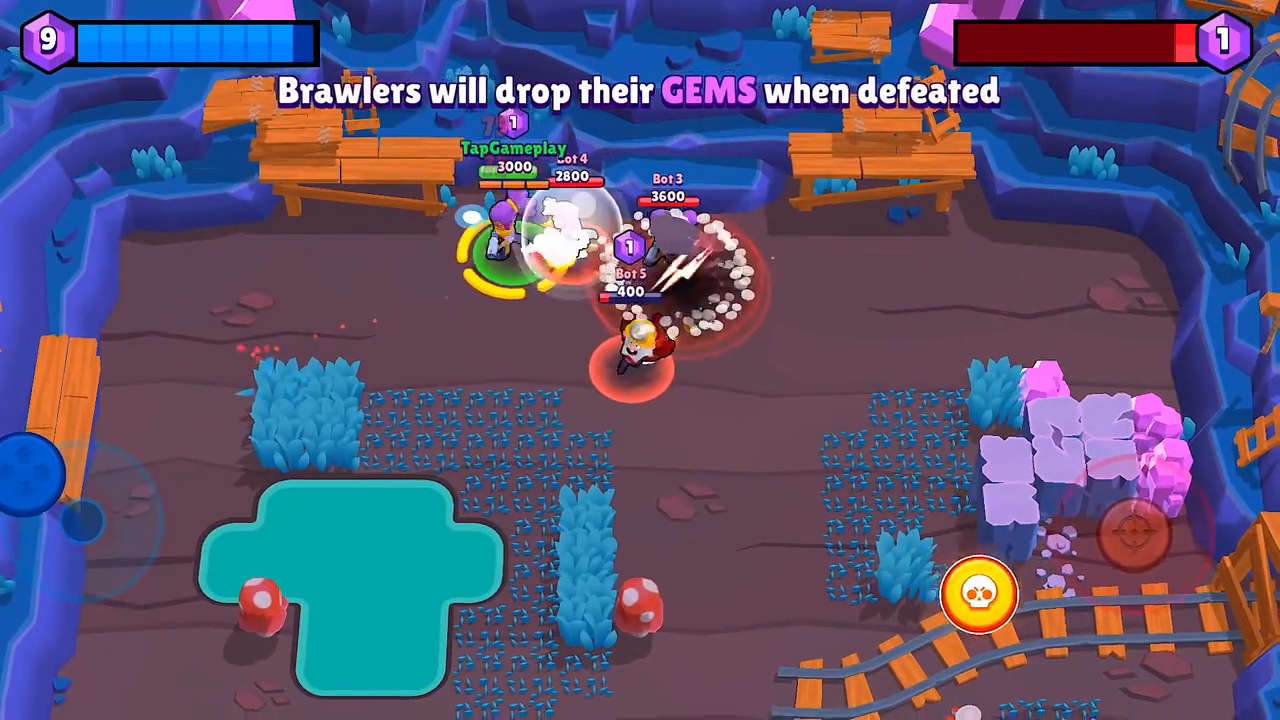 9
1
Brawlers will drop their GEMS when defeated
1
TapGameplay
3000
Bot 4
2800
Bot 3
3600
1
Bot 5
400